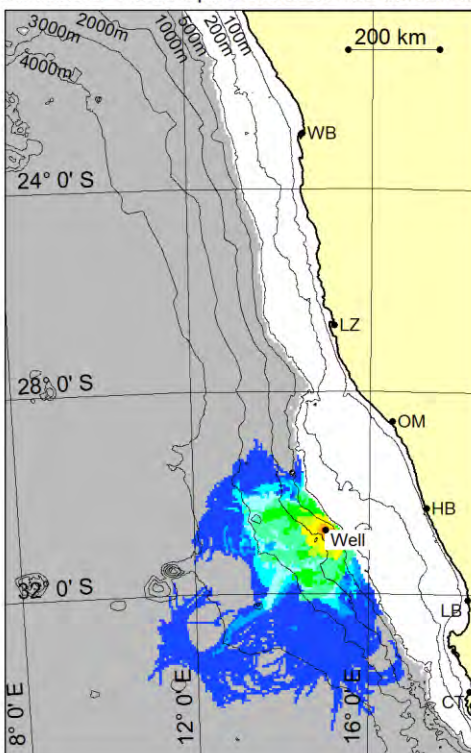 3000m
4000m
2000m
1000m
500m
200m
100m
200 km
WB
24° 0' S
LZ
28° 0' S
OM
HB
Well
32° 0' S
LB
CT
8° 0' E
12° 0' E
16° 0' E